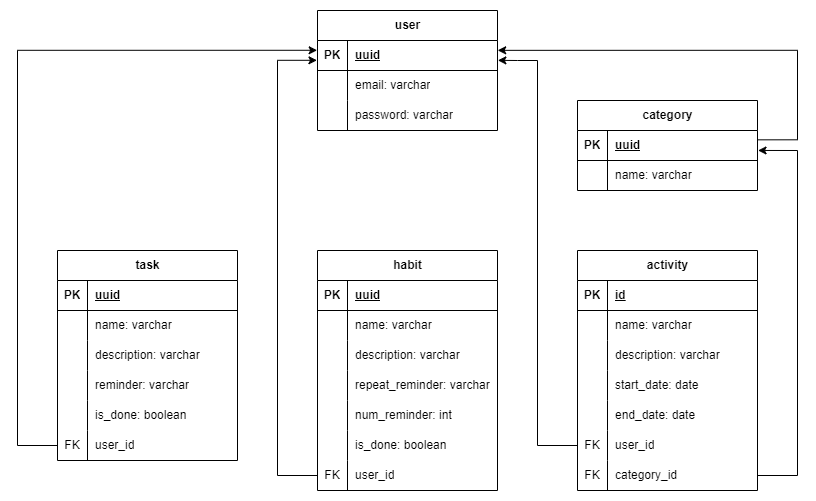 user
PK uuid
email: varchar
password: varchar
category
PK uuid
name: varchar
task
PK uuid
name: varchar
description: varchar
reminder: varchar
is_done: boolean
FK user_id
habit
PK uuid
name: varchar
description: varchar
repeat_reminder: varchar
num_reminder: int
is_done: boolean
FK user_id
activity
PK id
name: varchar
description: varchar
start_date: date
end_date: date
FK user_id
FK category_id